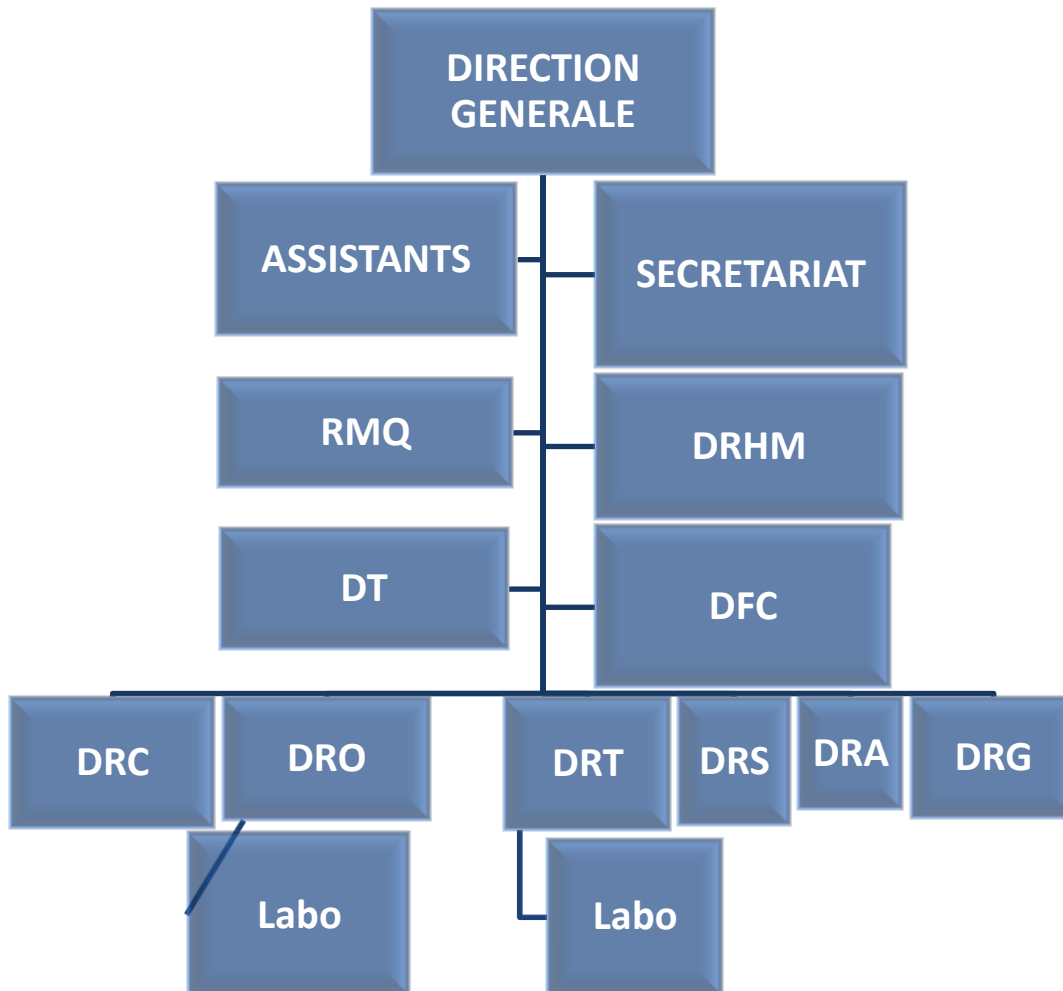 DIRECTION
GENERALE
ASSISTANTS
SECRETARIAT
RMQ
DRHM
DT
DFC
DRC
DRO
DRT
DRS
DRA
DRG
Labo
Labo